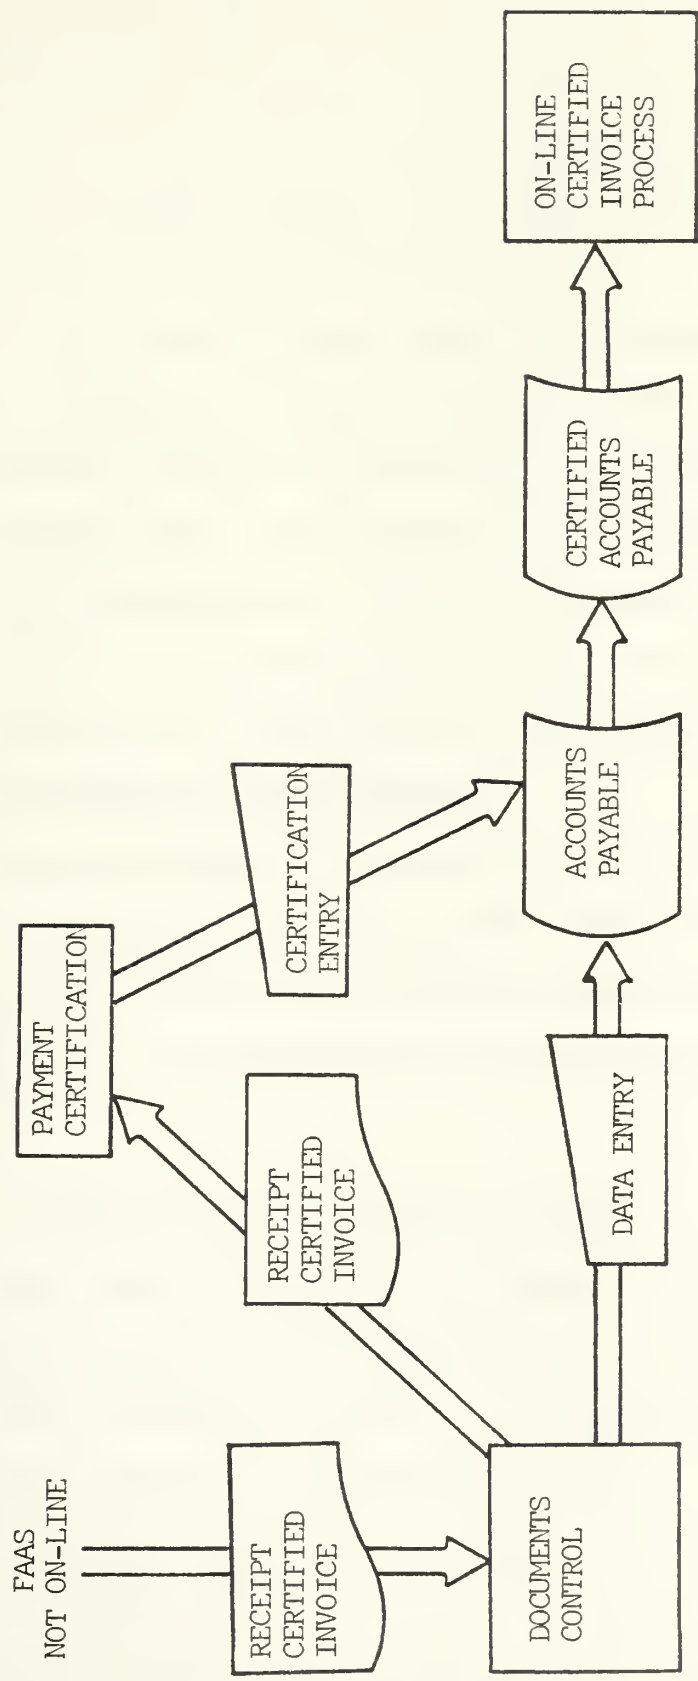 FAAS
NOT ON-LINE
RECEIPT
CERTIFIED
INVOICE
DOCUMENTS
CONTROL
RECEIPT
CERTIFIED
INVOICE
PAYMENT
CERTIFICATION
CERTIFICATION
ENTRY
DATA ENTRY
ACCOUNTS
PAYABLE
CERTIFIED
ACCOUNTS
PAYABLE
ON-LINE
CERTIFIED
INVOICE
PROCESS